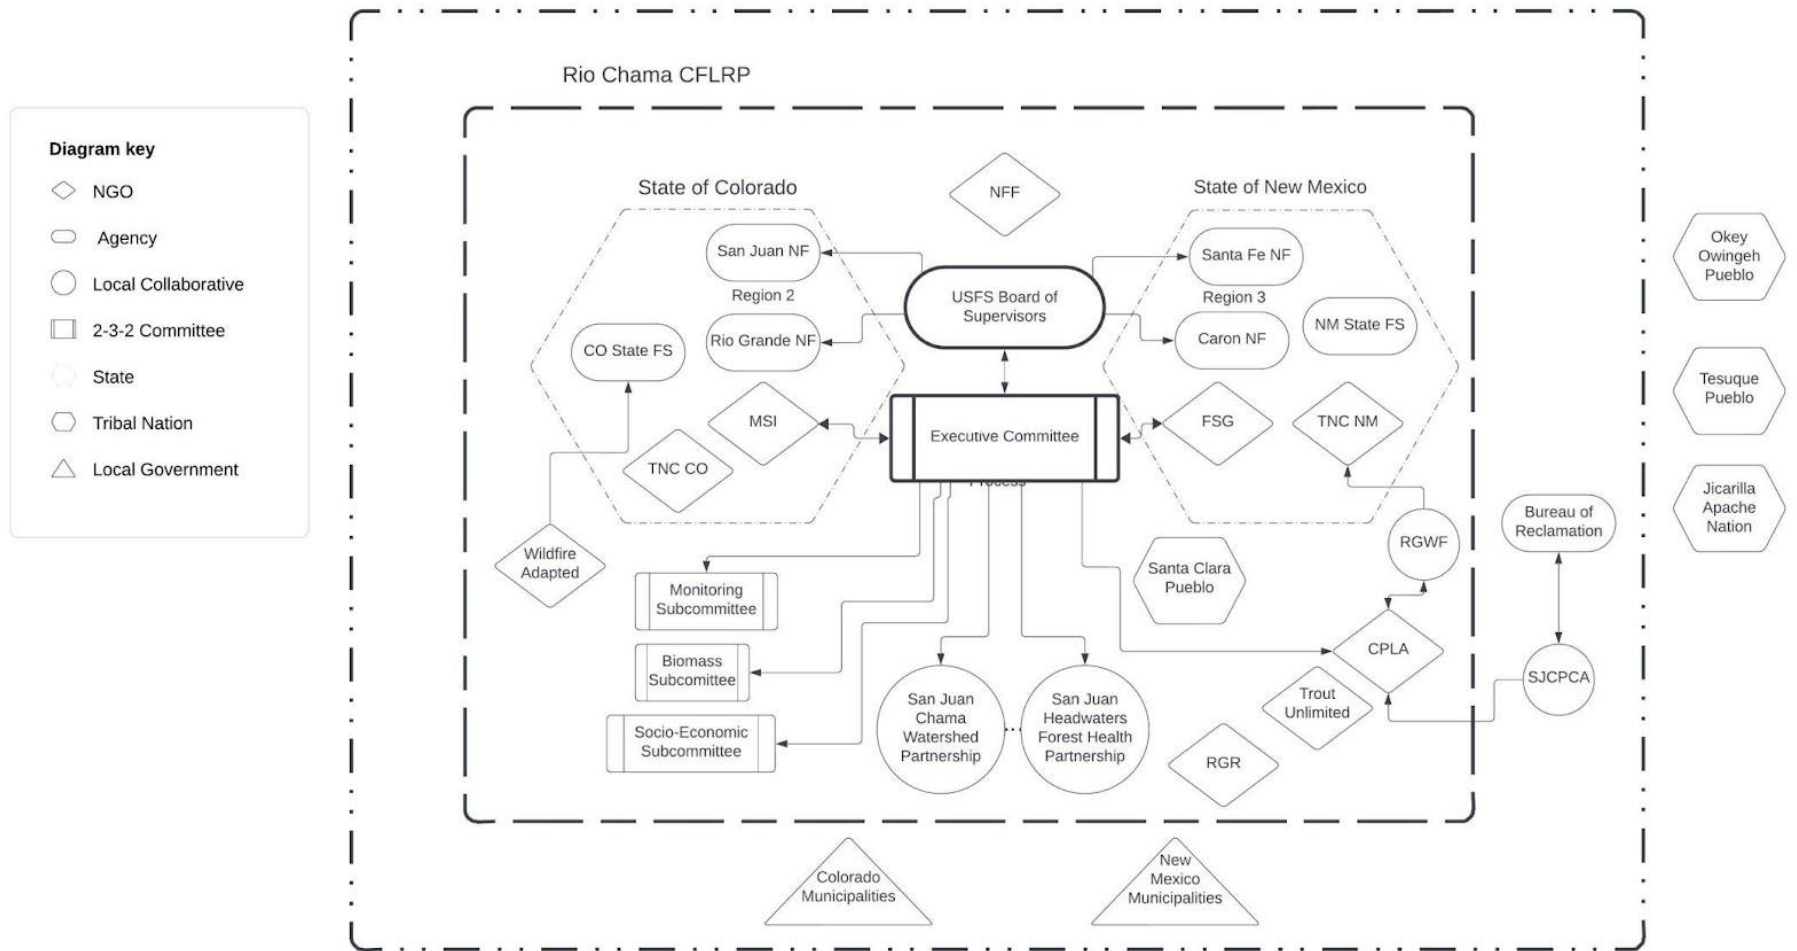 Rio Chama CFLRP
Diagram key
NGO
Agency
Local Collaborative
2-3-2 Committee
State
Tribal Nation
Local Government
State of Colorado
NFF
State of New Mexico
San Juan NF
Region 2
Rio Grande NF
CO State FS
MSI
TNC CO
Wildfire
Adapted
USFS Board of
Supervisors
Executive Committee
Process
Santa Fe NF
Region 3
Caron NF
NM State FS
FSG
TNC NM
RGWF
Santa Clara
Pueblo
CPLA
Trout
Unlimited
RGR
Monitoring
Subcommittee
Biomass
Subcomittee
Socio-Economic
Subcommittee
San Juan
Chama
Watershed
Partnership
San Juan
Headwaters
Forest Health
Partnership
Bureau of
Reclamation
SJCPCA
Okey
Owingeh
Pueblo
Tesuque
Pueblo
Jicarilla
Apache
Nation
Colorado
Municipalities
New
Mexico
Municipalities